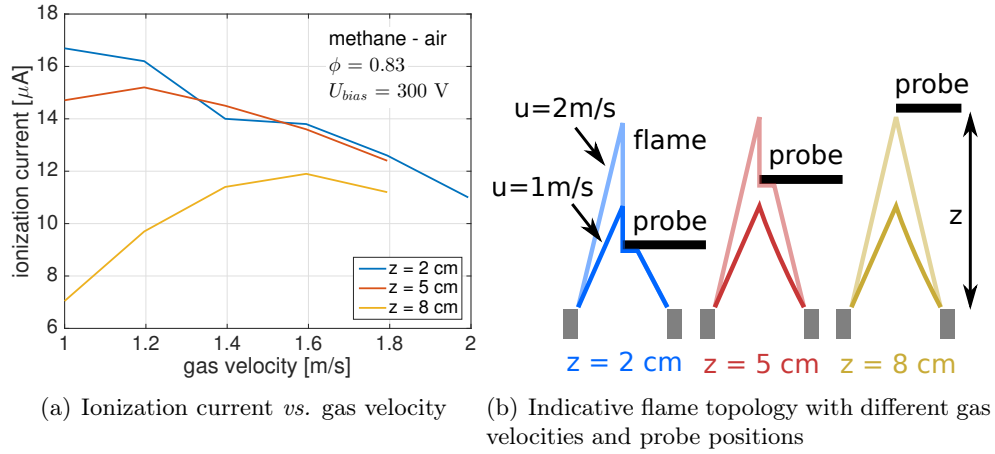 18
16
14
12
10
8
6
ionization current [μA]
methane - air
ϕ = 0.83
U_bias = 300 V
z = 2 cm
z = 5 cm
z = 8 cm
1
1.2
1.4
1.6
1.8
2
gas velocity [m/s]
(a) Ionization current vs. gas velocity
u=2m/s
flame
u=1m/s
probe
probe
probe
z
z = 2 cm
z = 5 cm
z = 8 cm
(b) Indicative flame topology with different gas
velocities and probe positions